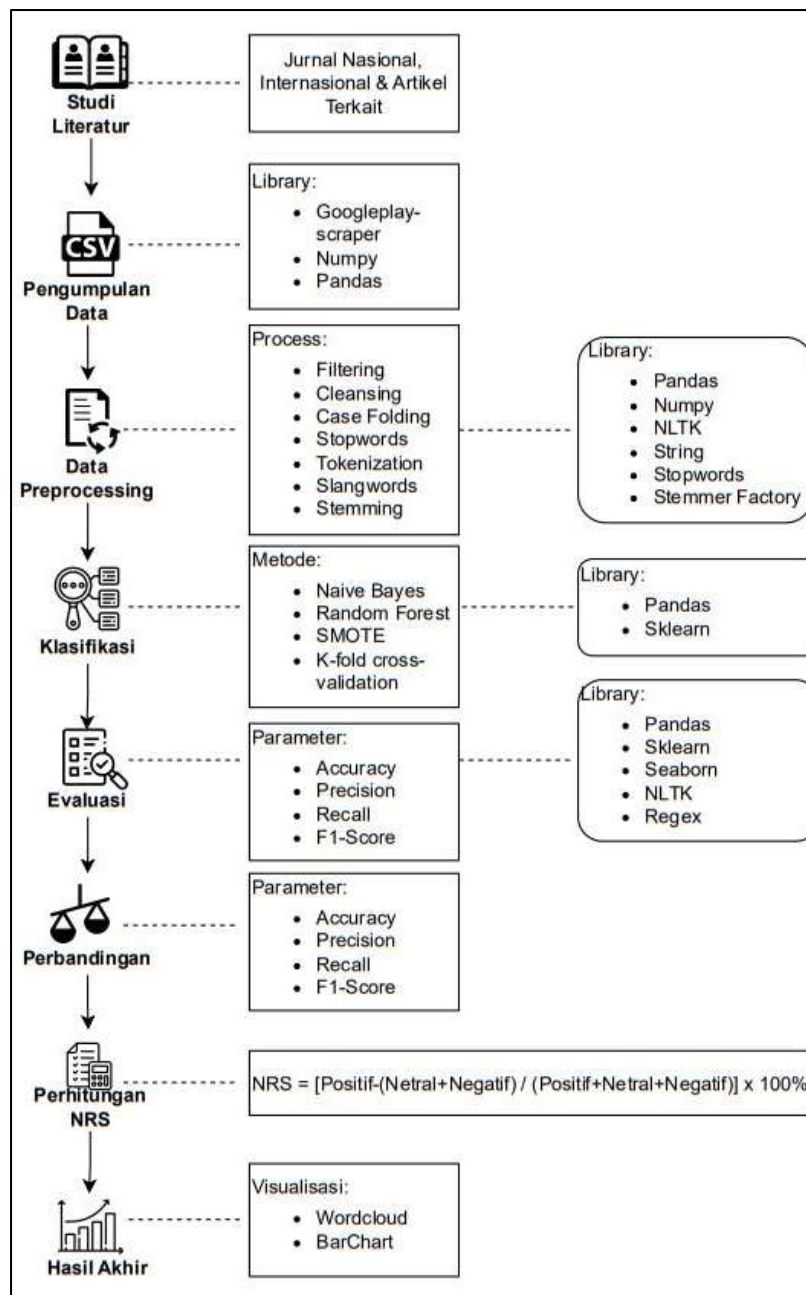 Studi
Literatur
Jurnal Nasional,
Internasional & Artikel
Terkait
CSV
Pengumpulan
Data
Library:
• Googleplay-
scraper
• Numpy
• Pandas
Data
Preprocessing
Process:
• Filtering
• Cleansing
• Case Folding
• Stopwords
• Tokenization
• Slangwords
• Stemming
Library:
• Pandas
• Numpy
• NLTK
• String
• Stopwords
• Stemmer Factory
Klasifikasi
Metode:
• Naive Bayes
• Random Forest
• SMOTE
• K-fold cross-
validation
Library:
• Pandas
• Sklearn
Evaluasi
Parameter:
• Accuracy
• Precision
• Recall
• F1-Score
Library:
• Pandas
• Sklearn
• Seaborn
• NLTK
• Regex
Perbandingan
Parameter:
• Accuracy
• Precision
• Recall
• F1-Score
Perhitungan
NRS
NRS = [Positif-(Netral+Negatif) / (Positif+Netral+Negatif)] x 100%
Hasil Akhir
Visualisasi:
• Wordcloud
• BarChart